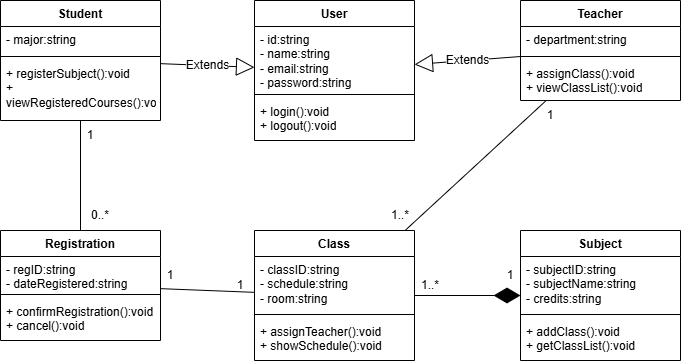 Student
- major:string
+ registerSubject():void
+
viewRegisteredCourses():vo
Extends
User
- id:string
- name:string
- email:string
- password:string
+ login():void
+ logout():void
Extends
Teacher
- department:string
+ assignClass():void
+ viewClassList():void
1
0..*
1
1..*
Registration
- regID:string
- dateRegistered:string
+ confirmRegistration():void
+ cancel():void
1
1
Class
- classID:string
- schedule:string
- room:string
+ assignTeacher():void
+ showSchedule():void
1..*
1
Subject
- subjectID:string
- subjectName:string
- credits:string
+ addClass():void
+ getClassList():void